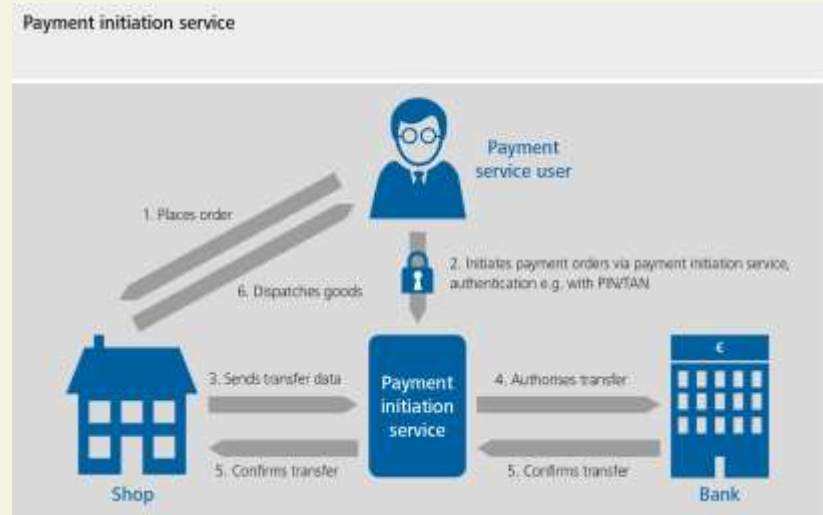 Payment initiation service
Payment
service user
1. Places order
2. Initiates payment orders via payment initiation service,
authentication e.g. with PIN/TAN
6. Dispatches goods
€
3. Sends transfer data
Payment
initiation
service
4. Authorises transfer
5. Confirms transfer
5. Confirms transfer
Shop
Bank